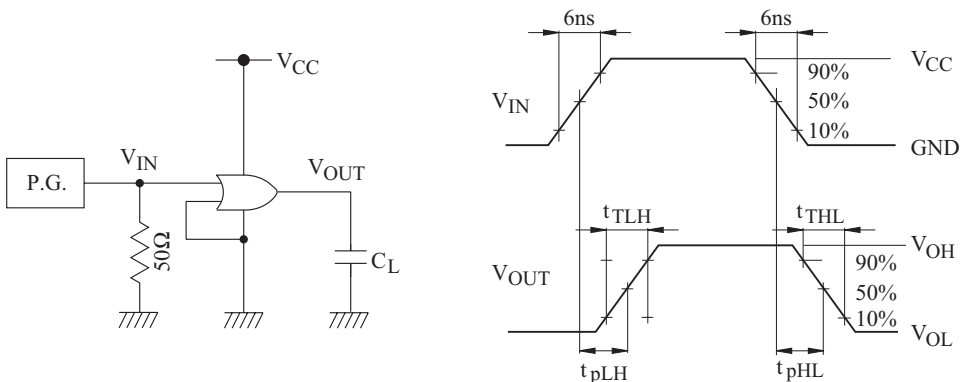 V_CC
V_IN
V_OUT
P.G.
50Ω
C_L
6ns
6ns
V_CC
90%
V_IN
50%
10%
GND
t_TLH
t_THL
V_OH
V_OUT
90%
50%
10%
V_OL
t_pLH
t_pHL